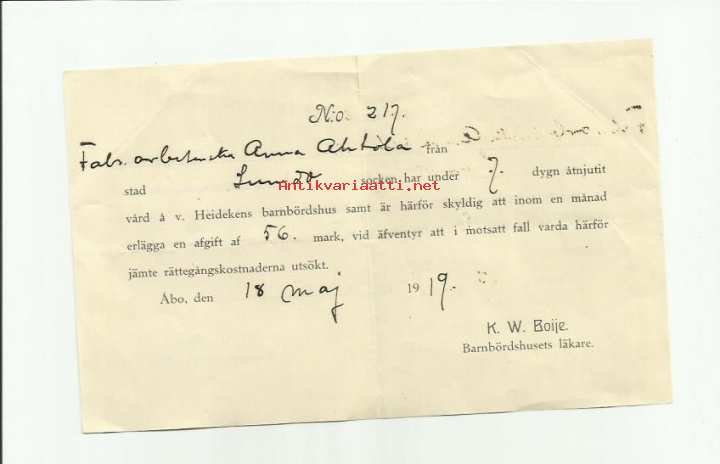 N:o. 217.
Fabr. arbeterska Anna Ahtola från
stad Lundo socken har under 7. dygn åtnjutit
Antikvariaatti.net
vård å v. Heidekens barnbördshus samt är härför skyldig att inom en månad
erlägga en afgift af 56. mark, vid äfventyr att i motsatt fall varda härför
jämte rättegångskostnaderna utsökt.
Åbo, den 18 maj 1919.
K. W. Boije.
Barnbördshusets läkare.